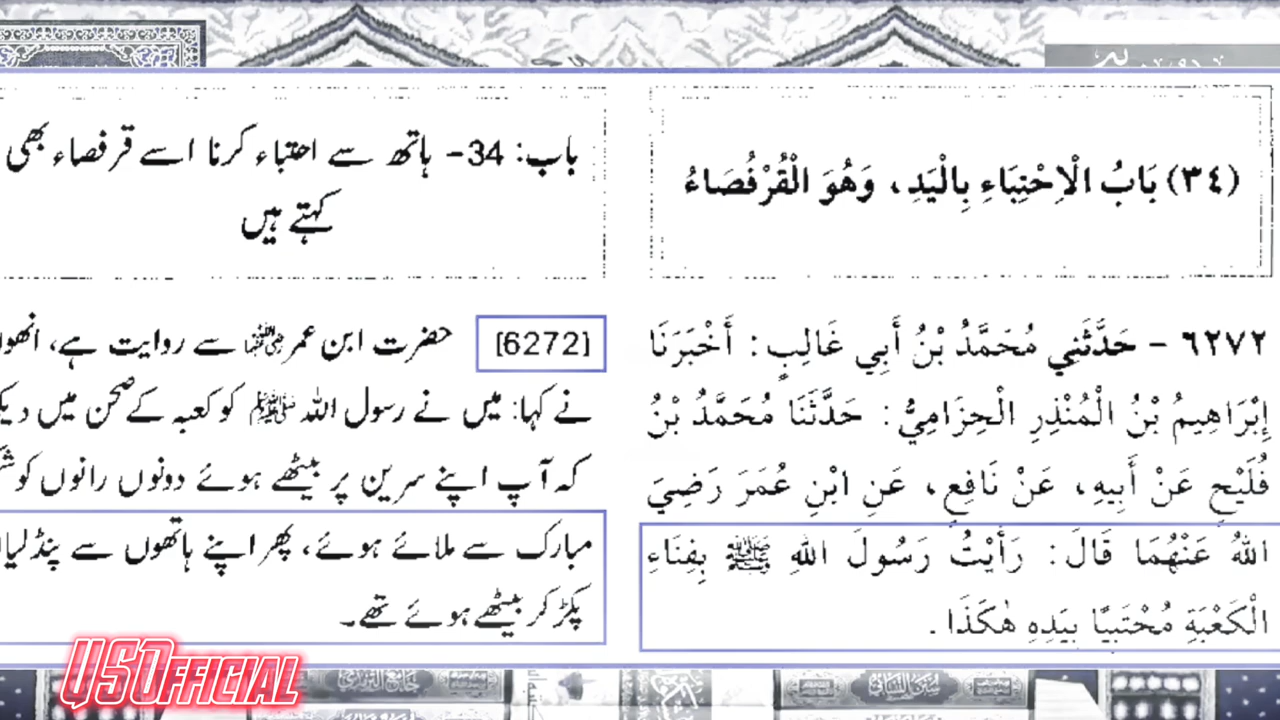 (٣٤) بَابُ الْاِحْتِبَاءِ بِالْيَدِ، وَهُوَ الْقُرْفُصَاءُ
٦٢٧٢ - حَدَّثَنِي مُحَمَّدُ بْنُ أَبِي غَالِبٍ: أَخْبَرَنَا
إِبْرَاهِيمُ بْنُ الْمُنْذِرِ الْحِزَامِيُّ: حَدَّثَنَا مُحَمَّدُ بْنُ
فُلَيْحٍ عَنْ أَبِيهِ، عَنْ نَافِعٍ، عَنِ ابْنِ عُمَرَ رَضِيَ
اللهُ عَنْهُمَا قَالَ: رَأَيْتُ رَسُولَ اللهِ ﷺ بِفِنَاءِ
الْكَعْبَةِ مُحْتَبِيًا بِيَدِهِ هٰكَذَا.
باب: 34- ہاتھ سے احتباء کرنا اسے قرفصاء بھی
کہتے ہیں
[6272] حضرت ابن عمر ؓ سے روایت ہے،
نے کہا: میں نے رسول اللہ ﷺ کو کعبہ کے صحن میں
کہ آپ اپنے سرین پر بیٹھے ہوئے دونوں رانوں کو
مبارک سے ملائے ہوئے، پھر اپنے ہاتھوں سے پنڈلیا
پکڑ کر بیٹھے ہوئے تھے۔
USOFFICIAL
جامع الترمذي
سنن النسائي